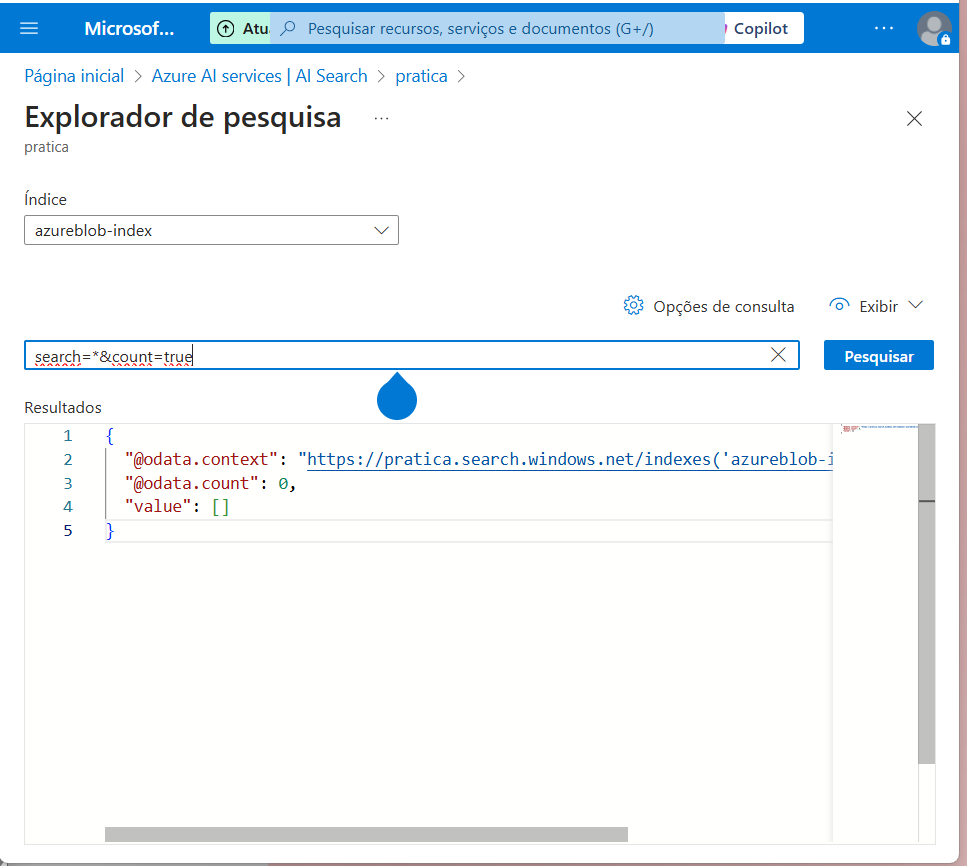 Microsof...
Atu
Pesquisar recursos, serviços e documentos (G+/)
Copilot
...
Página inicial > Azure AI services | AI Search > pratica >
Explorador de pesquisa ...
pratica
Índice
azureblob-index
Opções de consulta
Exibir
search=*&count=true
Pesquisar
Resultados
1 {
2 "@odata.context": "https://pratica.search.windows.net/indexes('azureblob-i
3 "@odata.count": 0,
4 "value": []
5 }